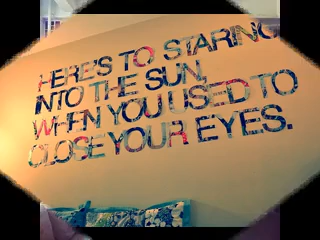 HERE'S TO STARING
INTO THE SUN,
WHEN YOU USED TO
CLOSE YOUR EYES.